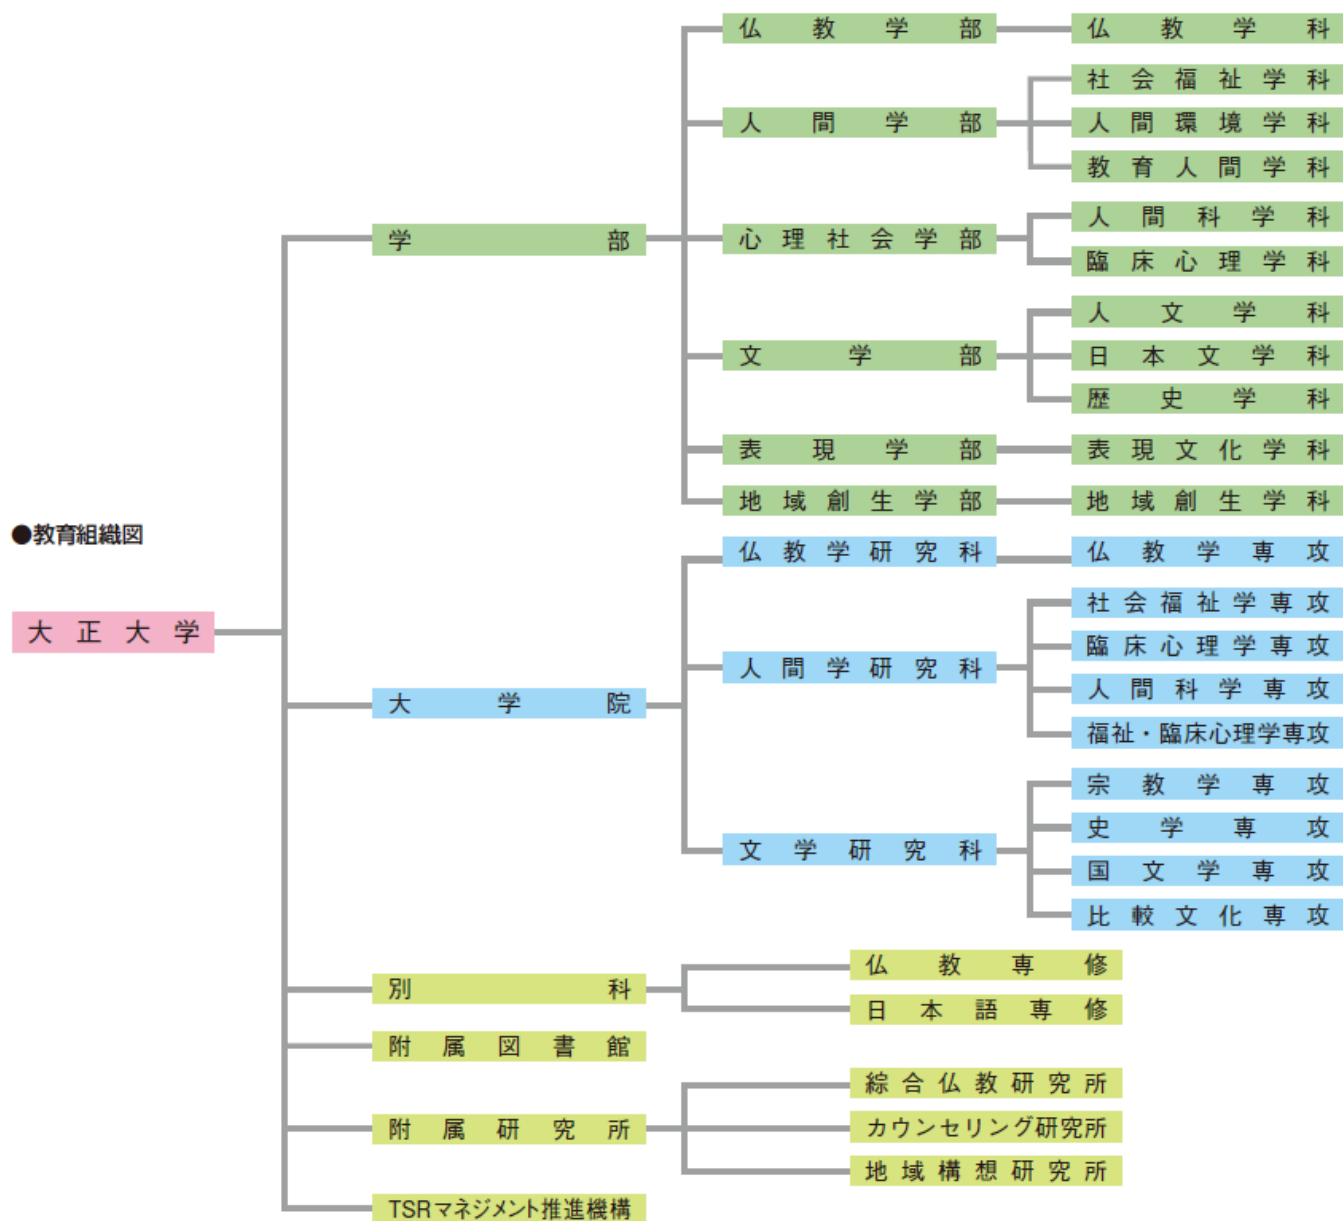 ●教育組織図
大正大学
学部
仏教学部
仏教学科
人間学部
社会福祉学科
人間環境学科
教育人間学科
心理社会学部
人間科学科
臨床心理学科
文学部
人文学科
日本文学科
歴史学科
表現学部
表現文化学科
地域創生学部
地域創生学科
大学院
仏教学研究科
仏教学専攻
人間学研究科
社会福祉学専攻
臨床心理学専攻
人間科学専攻
福祉・臨床心理学専攻
文学研究科
宗教学専攻
史学専攻
国文学専攻
比較文化専攻
別科
仏教専修
日本語専修
附属図書館
附属研究所
綜合仏教研究所
カウンセリング研究所
地域構想研究所
TSRマネジメント推進機構